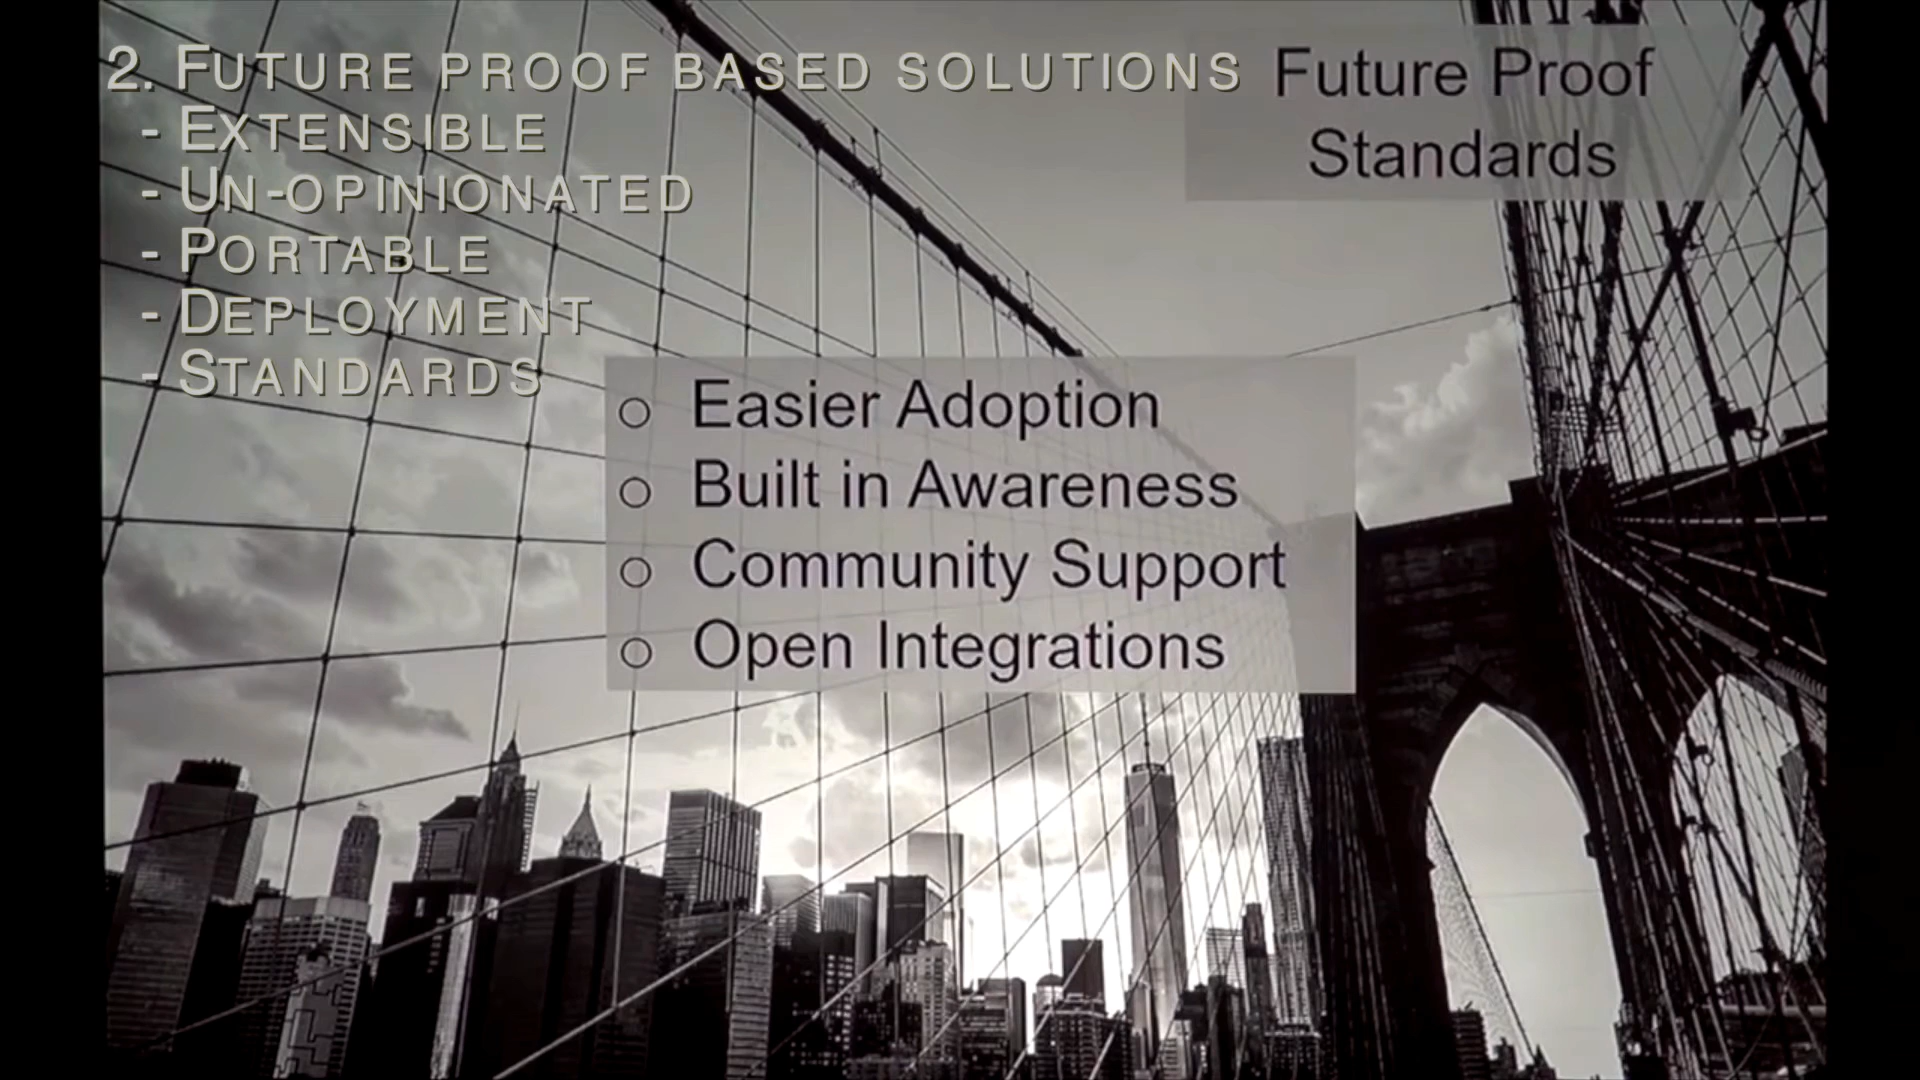 2. FUTURE PROOF BASED SOLUTIONS
- EXTENSIBLE
- UN-OPINIONATED
- PORTABLE
- DEPLOYMENT
- STANDARDS
Future Proof
Standards
○ Easier Adoption
○ Built in Awareness
○ Community Support
○ Open Integrations